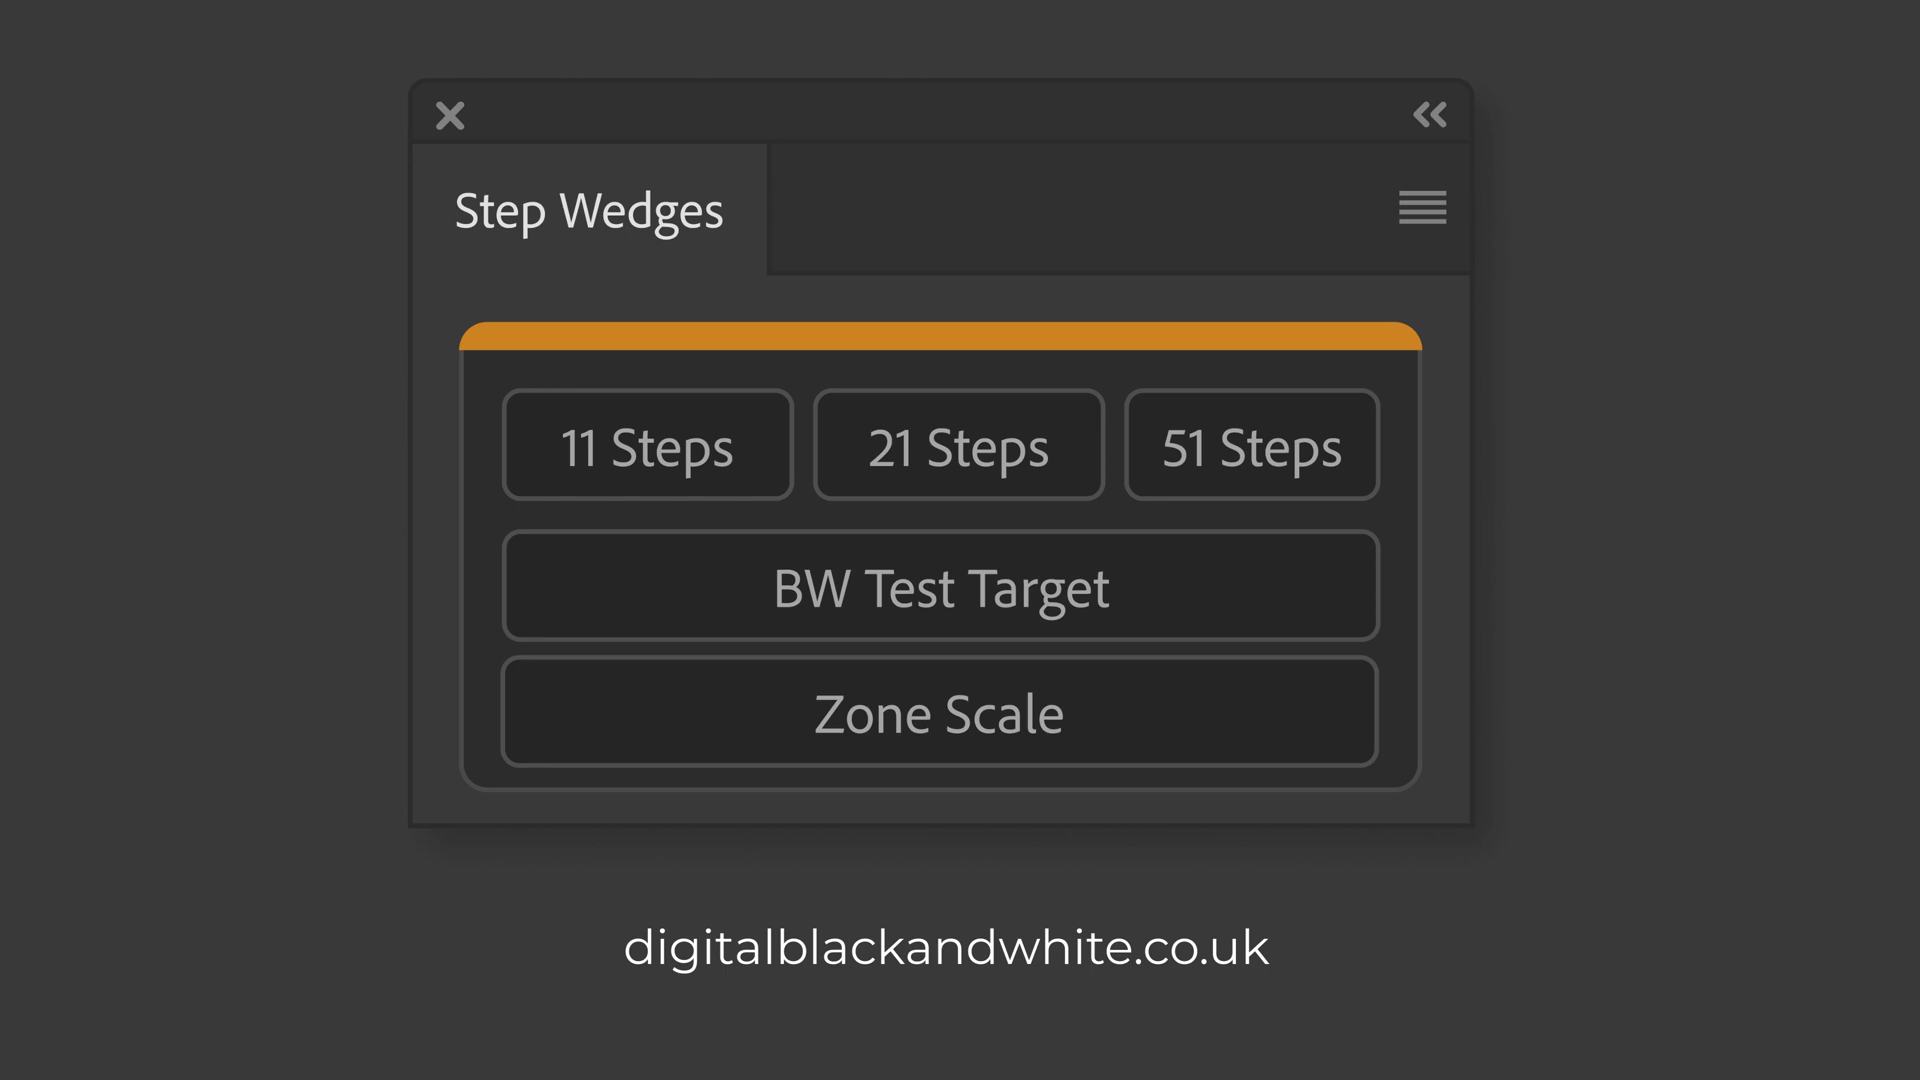 Step Wedges
11 Steps
21 Steps
51 Steps
BW Test Target
Zone Scale
digitalblackandwhite.co.uk